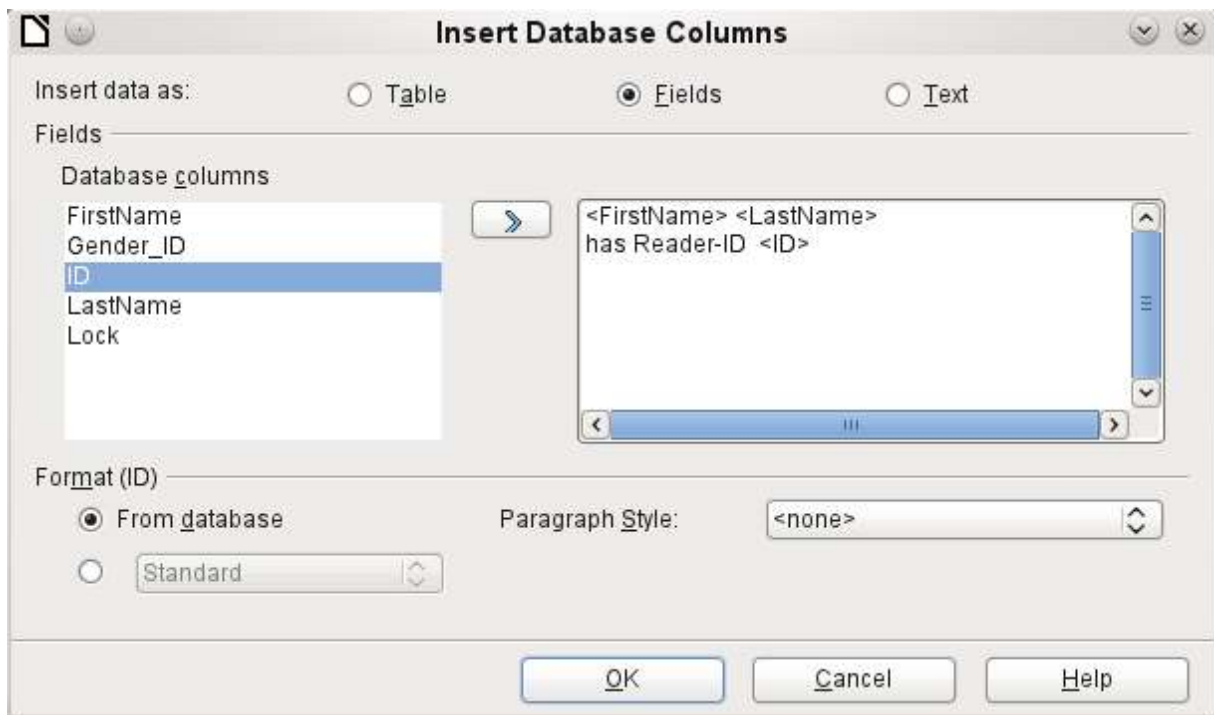 Insert Database Columns
Insert data as: Table Fields Text
Fields
Database columns
FirstName
Gender_ID
ID
LastName
Lock
<FirstName> <LastName>
has Reader-ID  <ID>
Format (ID)
From database Paragraph Style: <none>
Standard
OK Cancel Help